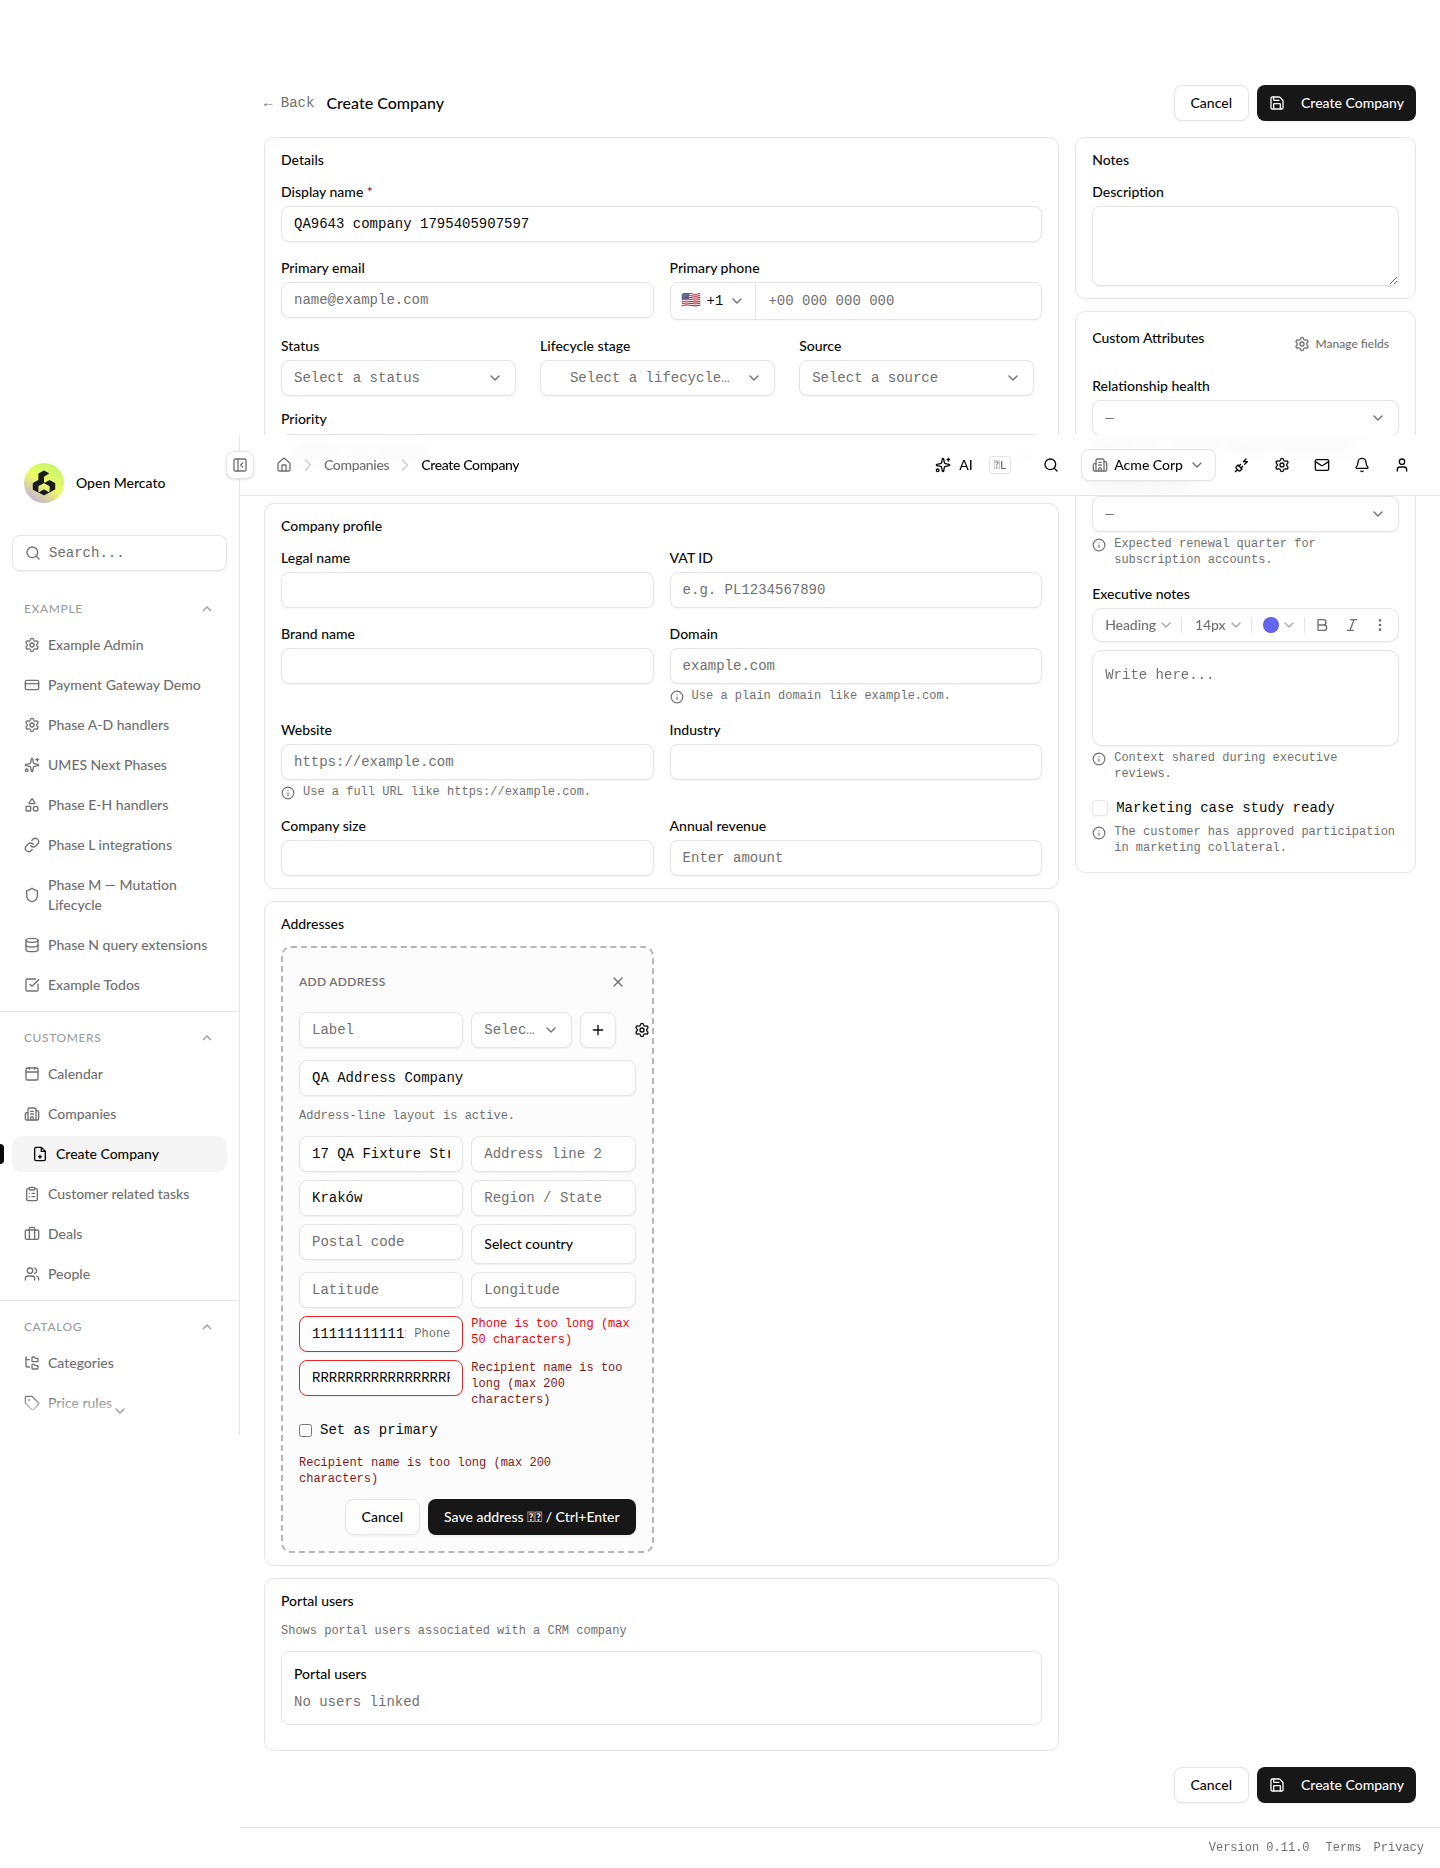 ← Back Create Company
Cancel
Create Company
Details
Display name *
QA9643 company 1795405907597
Primary email
Primary phone
name@example.com
+1
+00 000 000 000
Status
Lifecycle stage
Source
Select a status
Select a lifecycle…
Select a source
Priority
Notes
Description
Custom Attributes
Manage fields
Relationship health
—
Open Mercato
Companies
Create Company
AI
L
Acme Corp
Search...
EXAMPLE
Example Admin
Payment Gateway Demo
Phase A-D handlers
UMES Next Phases
Phase E-H handlers
Phase L integrations
Phase M — Mutation
Lifecycle
Phase N query extensions
Example Todos
CUSTOMERS
Calendar
Companies
Create Company
Customer related tasks
Deals
People
CATALOG
Categories
Price rules
Company profile
Legal name
VAT ID
e.g. PL1234567890
Brand name
Domain
example.com
Use a plain domain like example.com.
Website
Industry
https://example.com
Use a full URL like https://example.com.
Company size
Annual revenue
Enter amount
—
Expected renewal quarter for
subscription accounts.
Executive notes
Heading
14px
B
I
Write here...
Context shared during executive
reviews.
Marketing case study ready
The customer has approved participation
in marketing collateral.
Addresses
ADD ADDRESS
Label
Selec…
QA Address Company
Address-line layout is active.
17 QA Fixture Str
Address line 2
Kraków
Region / State
Postal code
Select country
Latitude
Longitude
11111111111
Phone
Phone is too long (max
50 characters)
RRRRRRRRRRRRRRRRR
Recipient name is too
long (max 200
characters)
Set as primary
Recipient name is too long (max 200
characters)
Cancel
Save address / Ctrl+Enter
Portal users
Shows portal users associated with a CRM company
Portal users
No users linked
Cancel
Create Company
Version 0.11.0 Terms Privacy